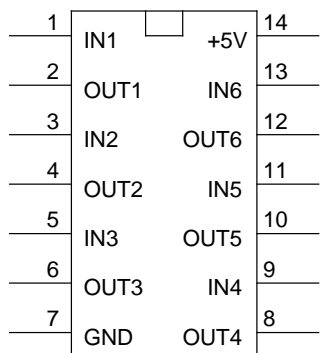 1 IN1 +5V 14
2 OUT1 IN6 13
3 IN2 OUT6 12
4 OUT2 IN5 11
5 IN3 OUT5 10
6 OUT3 IN4 9
7 GND OUT4 8